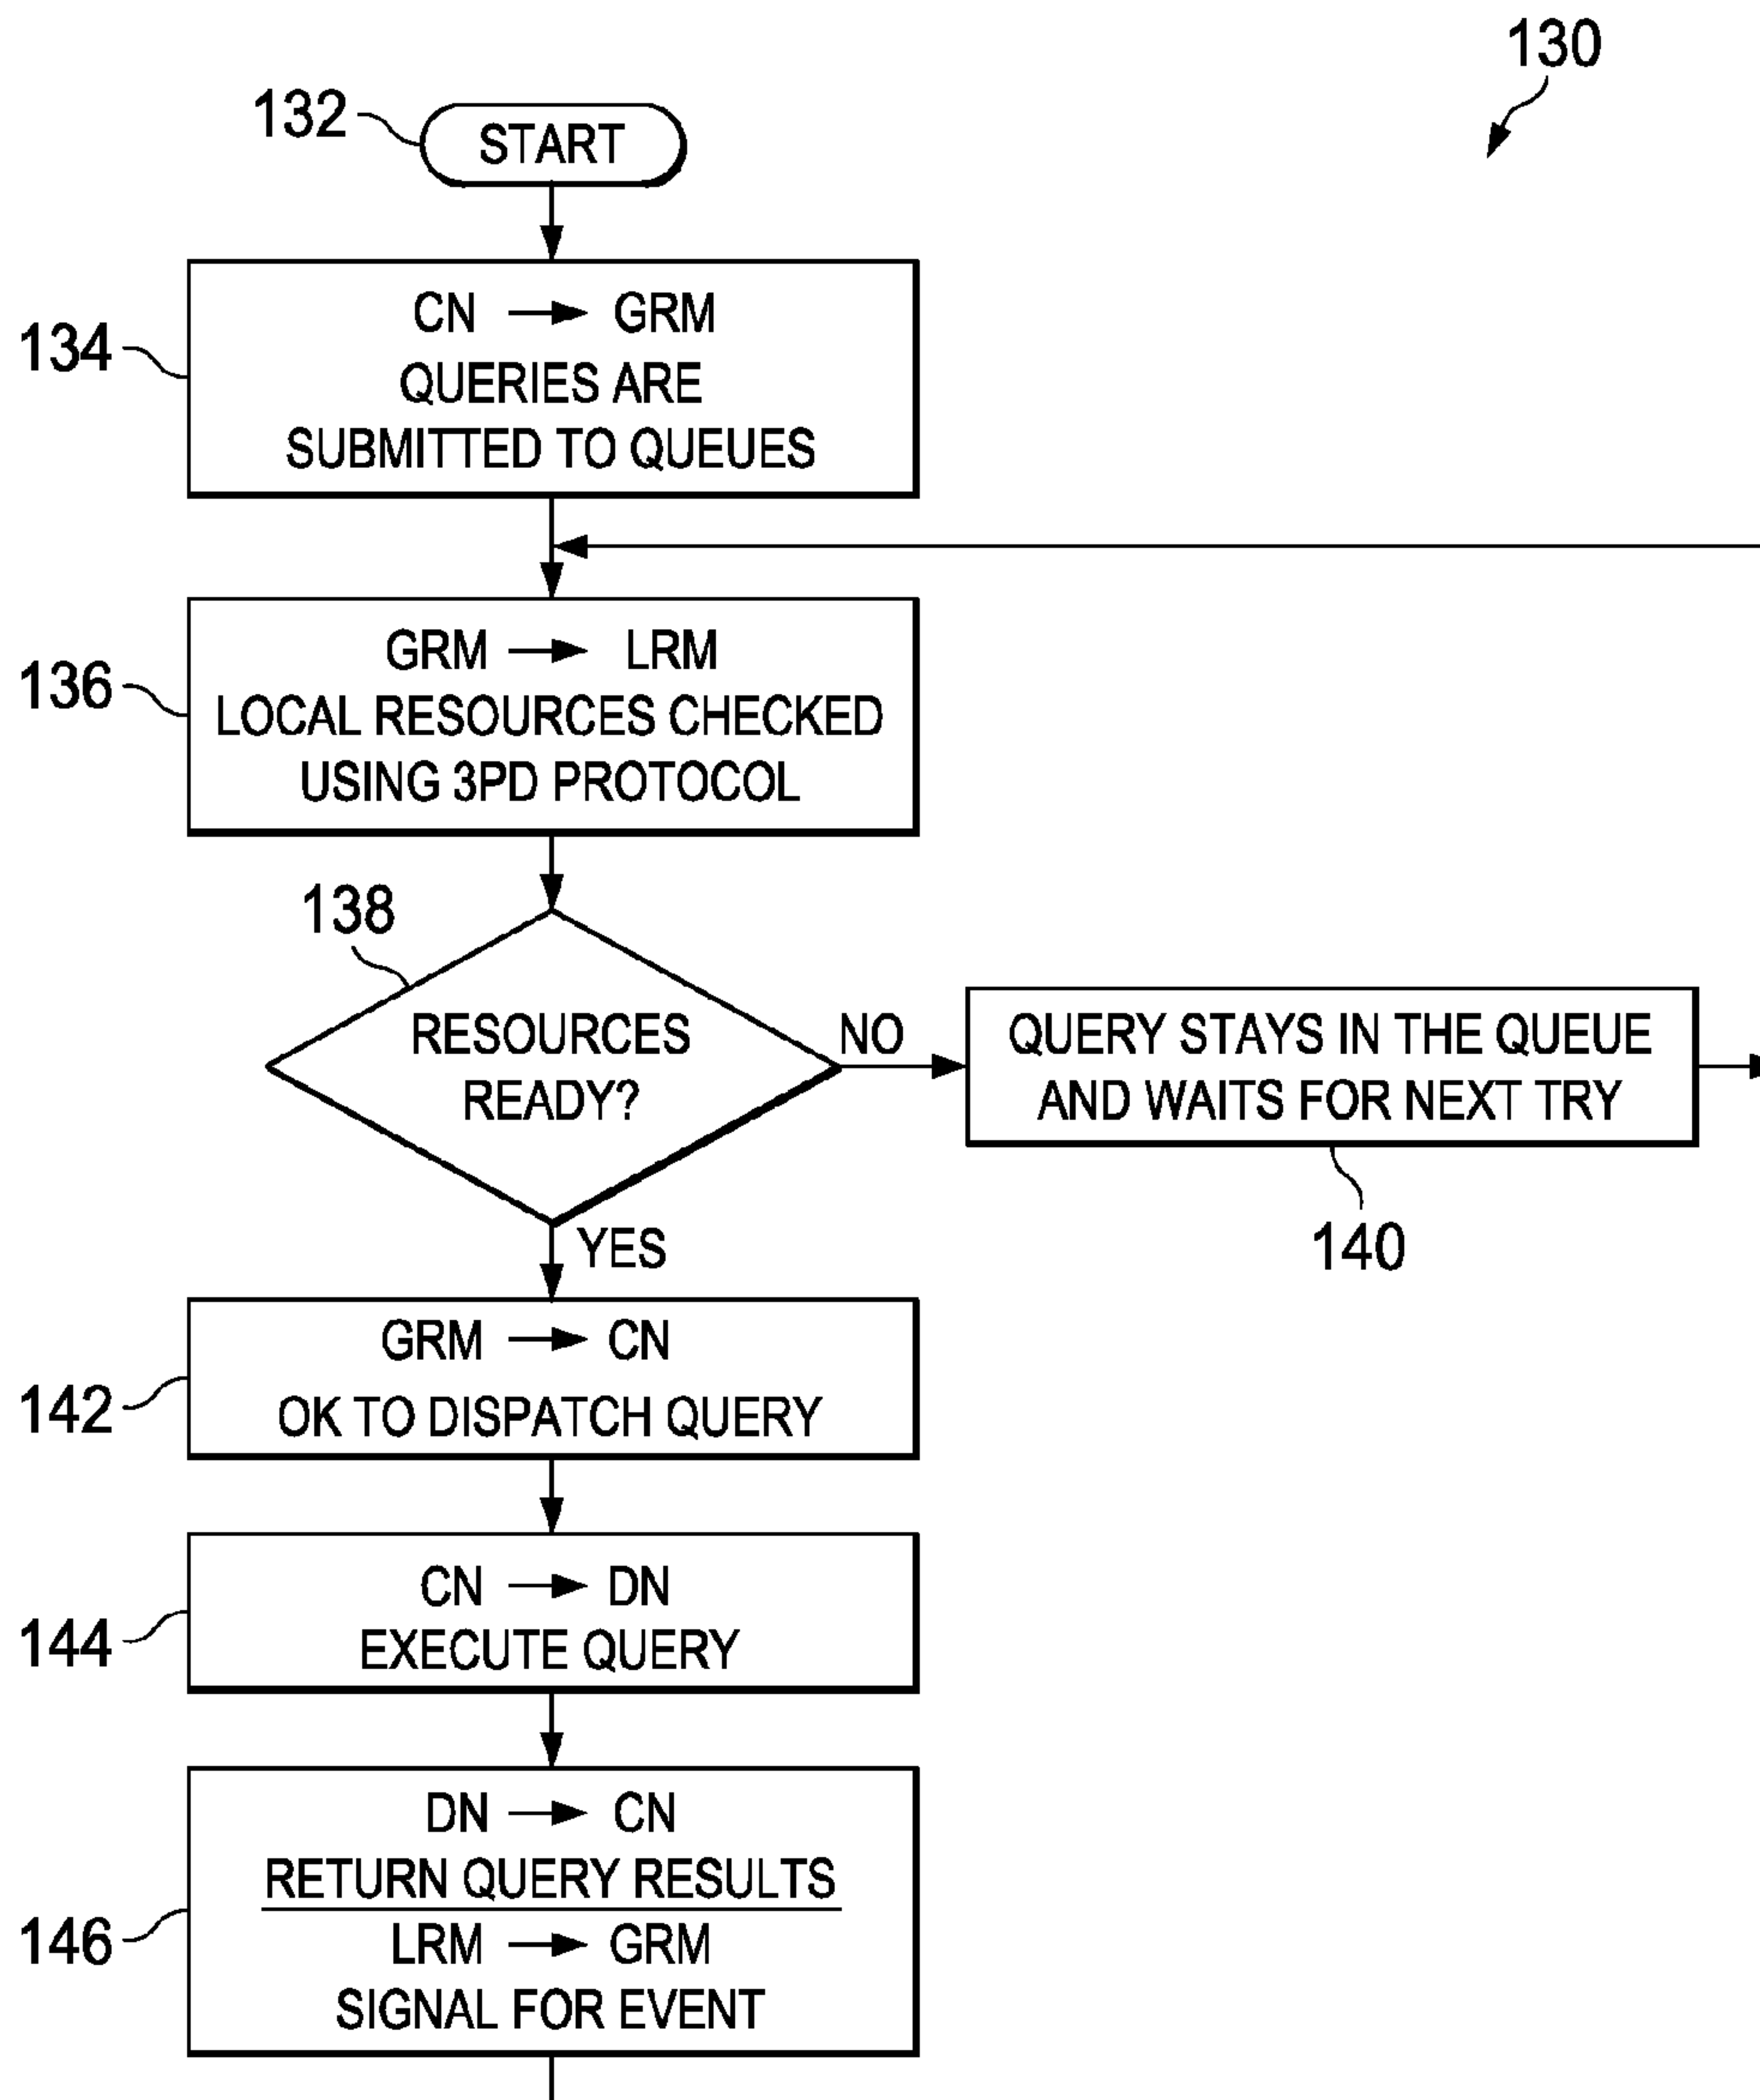 130
132
START
134
CN → GRM
QUERIES ARE
SUBMITTED TO QUEUES
136
GRM → LRM
LOCAL RESOURCES CHECKED
USING 3PD PROTOCOL
138
RESOURCES
READY?
NO
QUERY STAYS IN THE QUEUE
AND WAITS FOR NEXT TRY
140
YES
142
GRM → CN
OK TO DISPATCH QUERY
144
CN → DN
EXECUTE QUERY
146
DN → CN
RETURN QUERY RESULTS
LRM → GRM
SIGNAL FOR EVENT